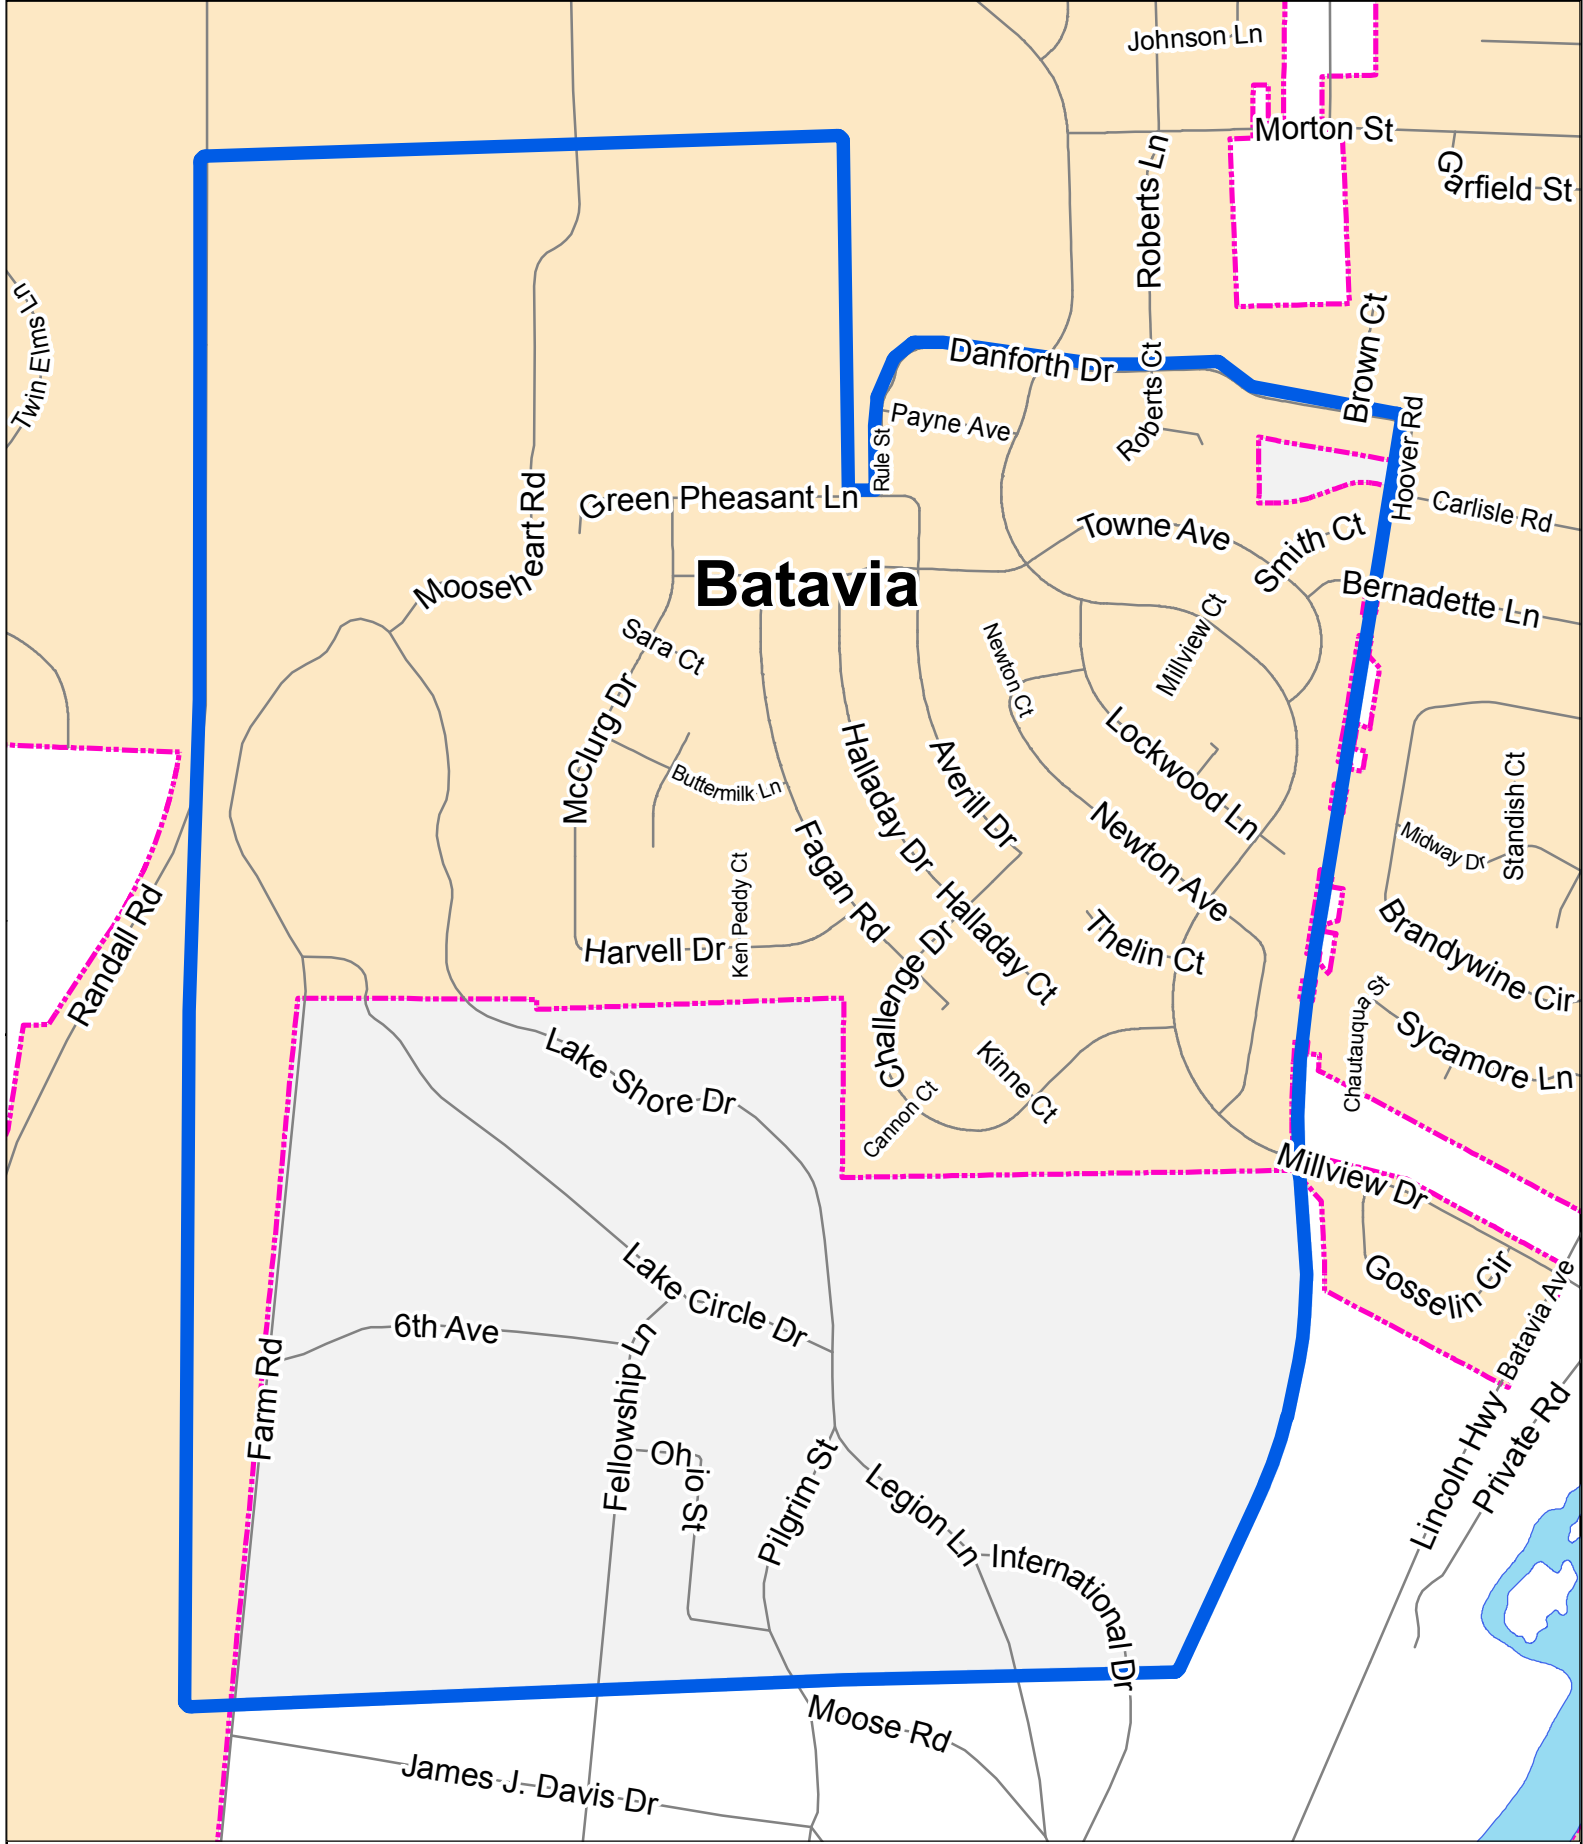 Johnson Ln
Morton St
Garfield St
Roberts Ln
Twin Elms Ln
Brown Ct
Danforth Dr
Roberts Ct
Hoover Rd
Payne Ave
Rule St
Green Pheasant Ln
Carlisle Rd
Towne Ave
Smith Ct
Mooseheart Rd
Batavia
Bernadette Ln
Sara Ct
Newton Ct
Millview Ct
McClurg Dr
Lockwood Ln
Buttermilk Ln
Halladay Dr
Averill Dr
Standish Ct
Midway Dr
Newton Ave
Fagan Rd
Ken Peddy Ct
Randall Rd
Harvell Dr
Halladay Ct
Thelin Ct
Brandywine Cir
Challenge Dr
Chautauqua St
Sycamore Ln
Lake Shore Dr
Kinne Ct
Cannon Ct
Millview Dr
Gosselin Cir
Lake Circle Dr
6th Ave
Batavia Ave
Farm Rd
Fellowship Ln
Lincoln Hwy
Private Rd
Ohio St
Pilgrim St
Legion Ln
International Dr
Moose Rd
James J. Davis Dr